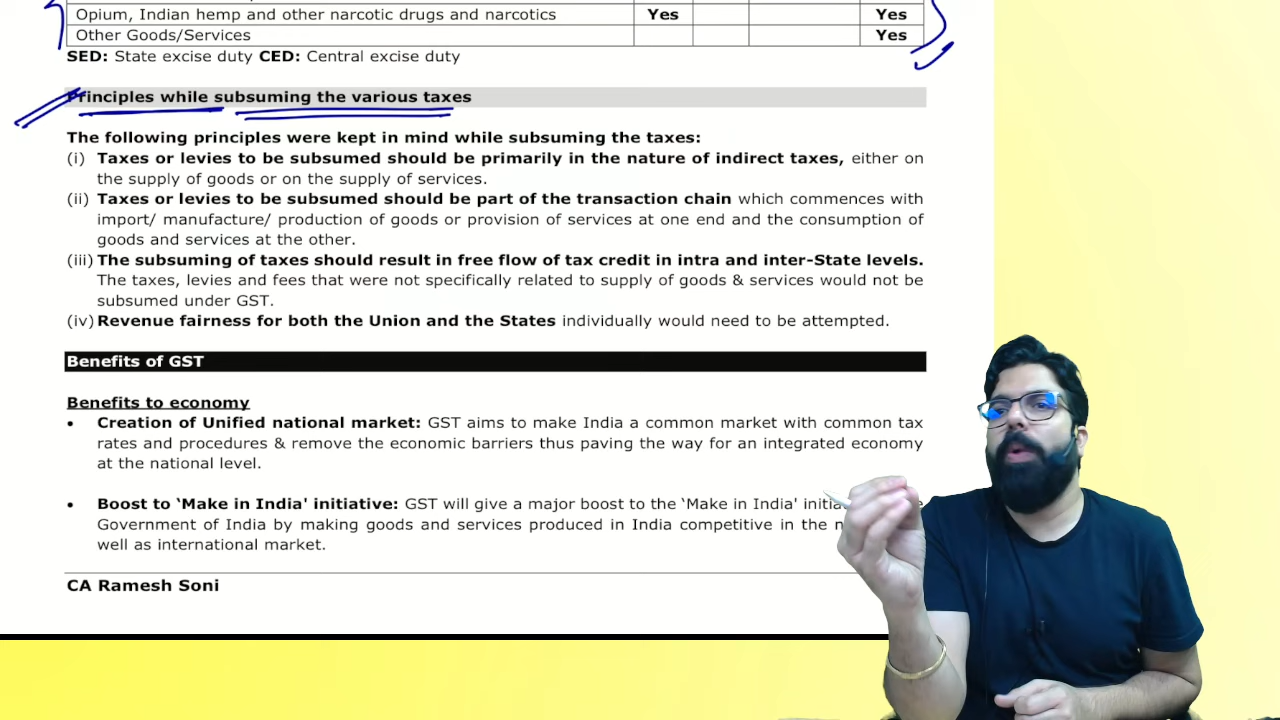 Opium, Indian hemp and other narcotic drugs and narcotics Yes Yes
Other Goods/Services Yes
SED: State excise duty CED: Central excise duty
Principles while subsuming the various taxes
The following principles were kept in mind while subsuming the taxes:
(i) Taxes or levies to be subsumed should be primarily in the nature of indirect taxes, either on
the supply of goods or on the supply of services.
(ii) Taxes or levies to be subsumed should be part of the transaction chain which commences with
import/ manufacture/ production of goods or provision of services at one end and the consumption of
goods and services at the other.
(iii) The subsuming of taxes should result in free flow of tax credit in intra and inter-State levels.
The taxes, levies and fees that were not specifically related to supply of goods & services would not be
subsumed under GST.
(iv) Revenue fairness for both the Union and the States individually would need to be attempted.
Benefits of GST
Benefits to economy
• Creation of Unified national market: GST aims to make India a common market with common tax
rates and procedures & remove the economic barriers thus paving the way for an integrated economy
at the national level.
• Boost to ‘Make in India' initiative: GST will give a major boost to the ‘Make in India'
Government of India by making goods and services produced in India competitive in the
well as international market.
CA Ramesh Soni